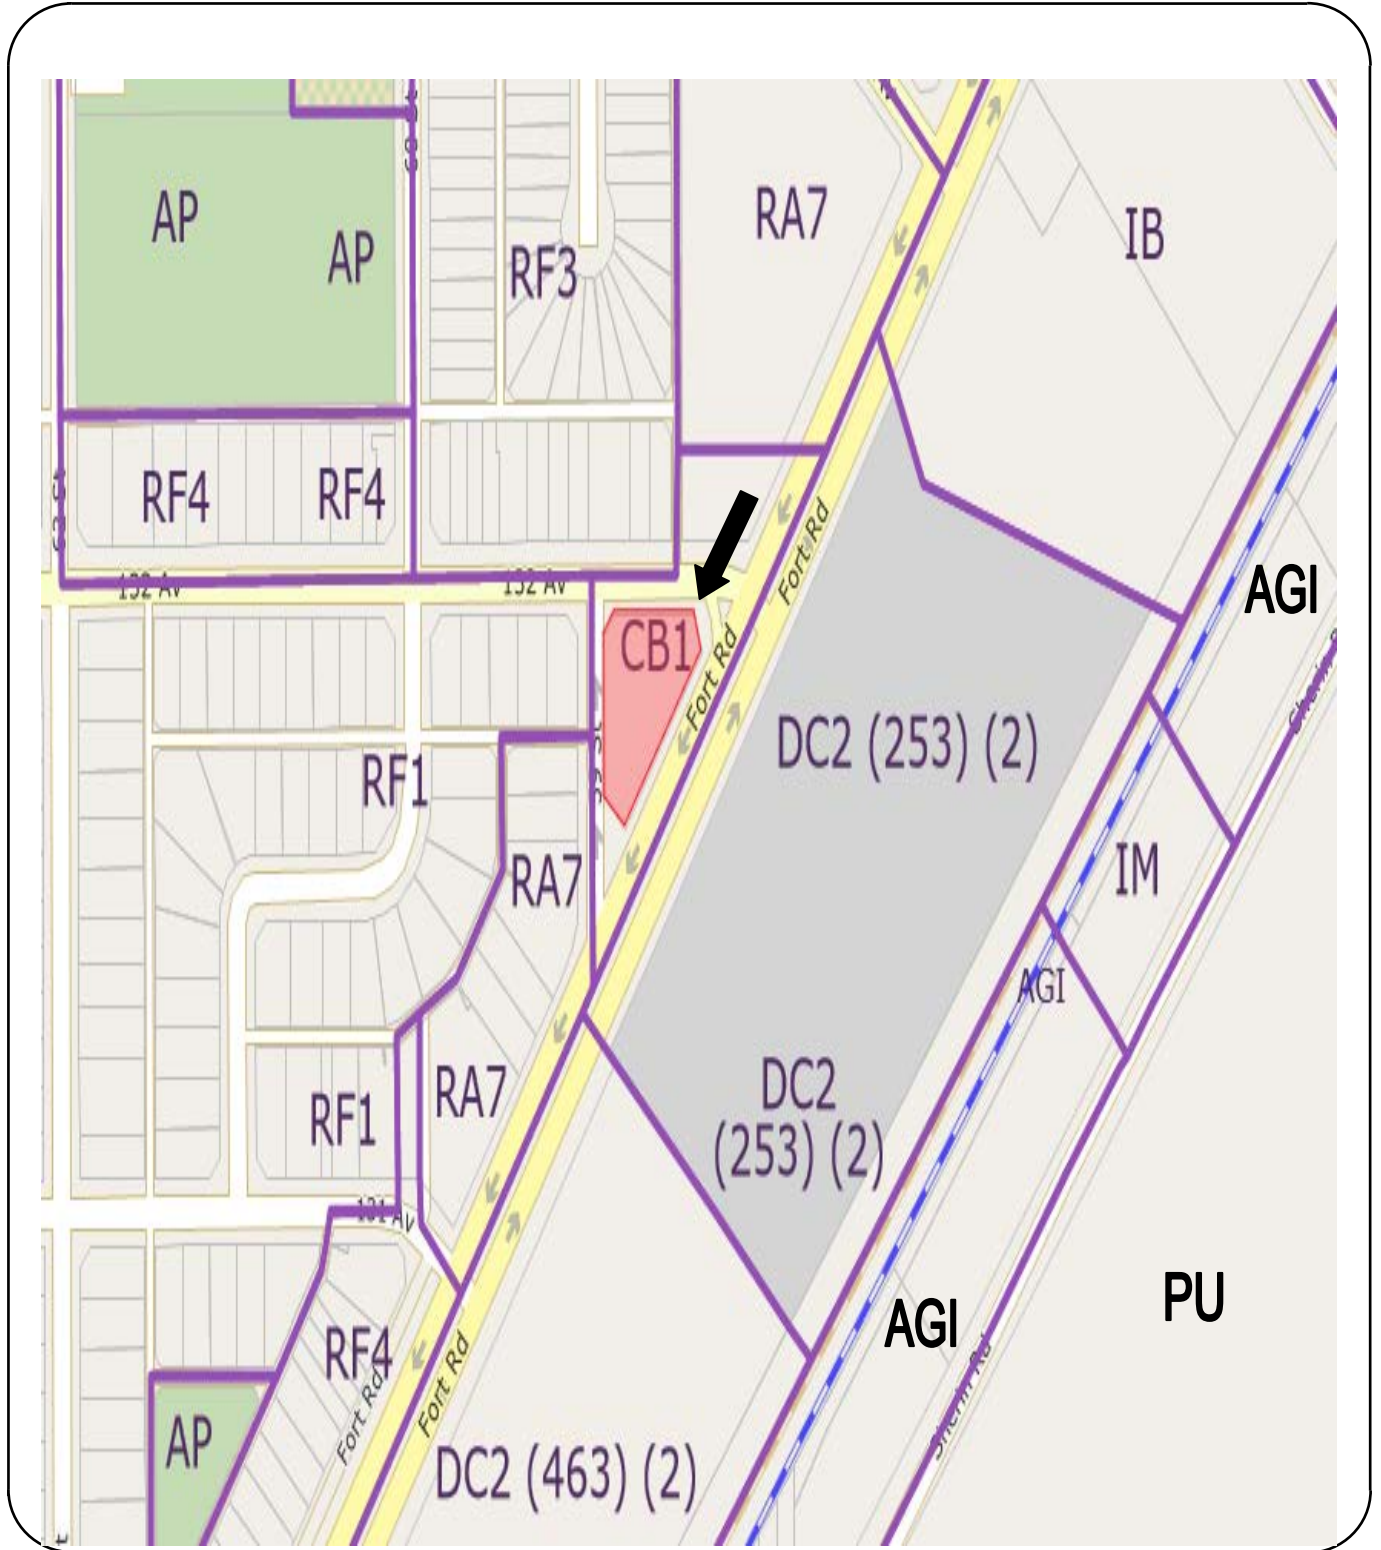 AP
AP
RF3
RA7
IB
RF4
RF4
132 Av
132 Av
Fort Rd
AGI
CB1
Fort Rd
DC2 (253) (2)
RF1
RA7
IM
AGI
RF1
RA7
DC2
(253) (2)
131 Av
AGI
PU
RF4
Fort Rd
Fort Rd
AP
DC2 (463) (2)
Sherin Rd